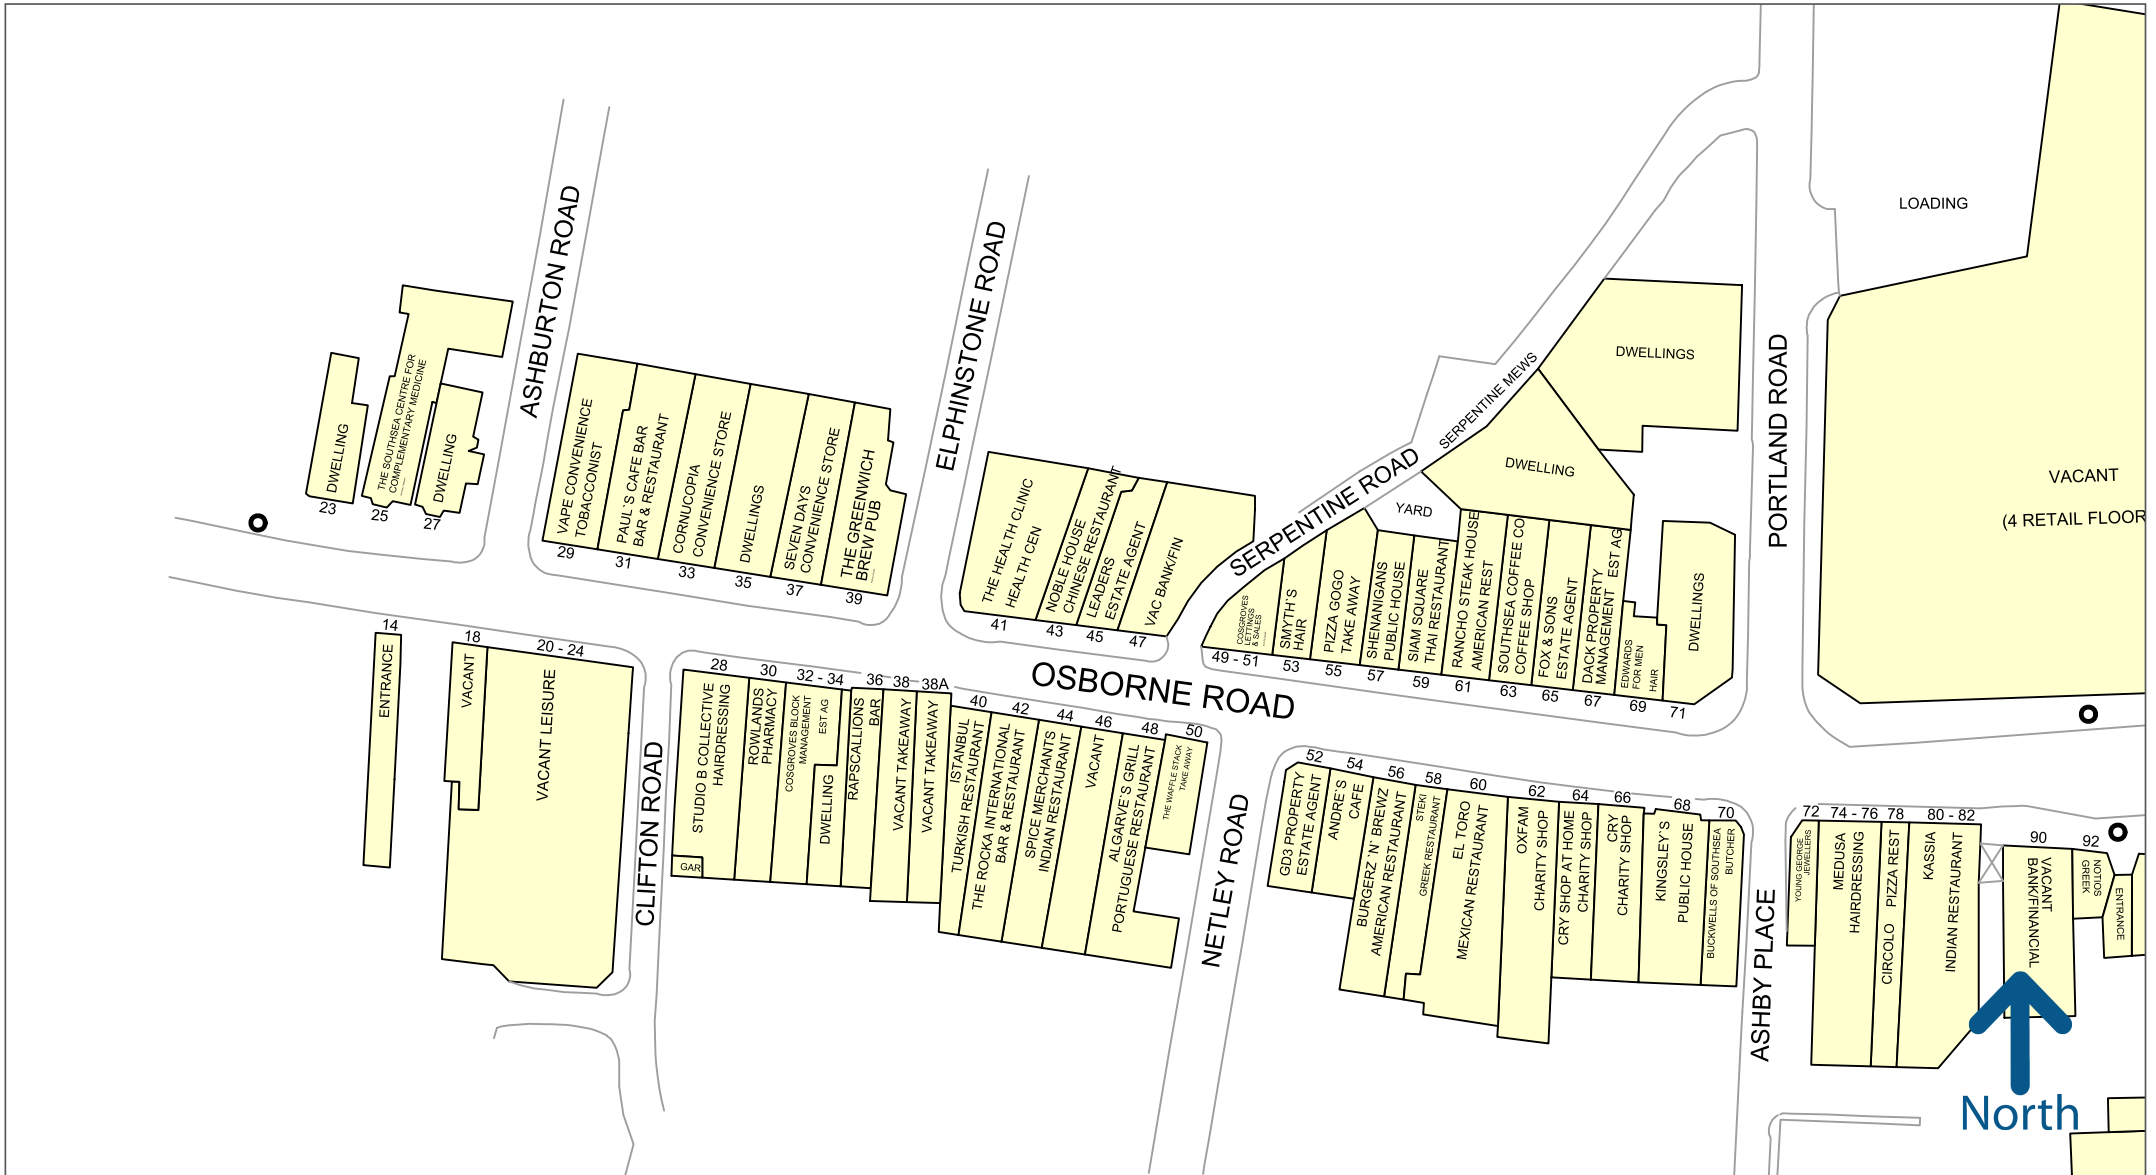 LOADING
ASHBURTON ROAD
ELPHINSTONE ROAD
PORTLAND ROAD
SERPENTINE MEWS
SERPENTINE ROAD
DWELLINGS
DWELLING
YARD
VACANT
(4 RETAIL FLOOR
DWELLING
23
THE SOUTHSEA CENTRE FOR
COMPLEMENTARY MEDICINE
25
DWELLING
27
VAPE CONVENIENCE
TOBACCONIST
29
PAUL`S CAFE BAR
BAR & RESTAURANT
31
CORNUCOPIA
CONVENIENCE STORE
33
DWELLINGS
35
SEVEN DAYS
CONVENIENCE STORE
37
THE GREENWICH
BREW PUB
39
THE HEALTH CLINIC
HEALTH CEN
41
NOBLE HOUSE
CHINESE RESTAURANT
43
LEADERS
ESTATE AGENT
45
VAC BANK/FIN
47
COSGROVES
LETTINGS
& SALES
49 - 51
SMYTH`S
HAIR
53
PIZZA GOGO
TAKE AWAY
55
SHENANIGANS
PUBLIC HOUSE
57
SIAM SQUARE
THAI RESTAURANT
59
RANCHO STEAK HOUSE
AMERICAN REST
61
SOUTHSEA COFFEE CO
COFFEE SHOP
63
FOX & SONS
ESTATE AGENT
65
DACK PROPERTY
MANAGEMENT EST AG
67
EDWARDS
FOR MEN
HAIR
69
DWELLINGS
71
OSBORNE ROAD
14
ENTRANCE
18
VACANT
20 - 24
VACANT LEISURE
CLIFTON ROAD
28
STUDIO B COLLECTIVE
HAIRDRESSING
GAR
30
ROWLANDS
PHARMACY
32 - 34
COSGROVES BLOCK
MANAGEMENT
EST AG
DWELLING
36
RAPSCALLIONS
BAR
38
VACANT TAKEAWAY
38A
VACANT TAKEAWAY
40
ISTANBUL
TURKISH RESTAURANT
42
THE ROCKA INTERNATIONAL
BAR & RESTAURANT
44
SPICE MERCHANTS
INDIAN RESTAURANT
46
VACANT
48
ALGARVE`S GRILL
PORTUGUESE RESTAURANT
50
THE WAFFLE STACK
TAKE AWAY
NETLEY ROAD
52
GD3 PROPERTY
ESTATE AGENT
54
ANDRE`S
CAFE
56
BURGERZ `N` BREWZ
AMERICAN RESTAURANT
58
STEKI
GREEK RESTAURANT
60
EL TORO
MEXICAN RESTAURANT
62
OXFAM
CHARITY SHOP
64
CRY SHOP AT HOME
CHARITY SHOP
66
CRY
CHARITY SHOP
68
KINGSLEY`S
PUBLIC HOUSE
70
BUCKWELLS OF SOUTHSEA
BUTCHER
ASHBY PLACE
72
YOUNG GEORGE
JEWELLERS
74 - 76
MEDUSA
HAIRDRESSING
78
CIRCOLO PIZZA REST
80 - 82
KASSIA
INDIAN RESTAURANT
90
VACANT
BANK/FINANCIAL
92
NOTIOS
GREEK
ENTRANCE
North